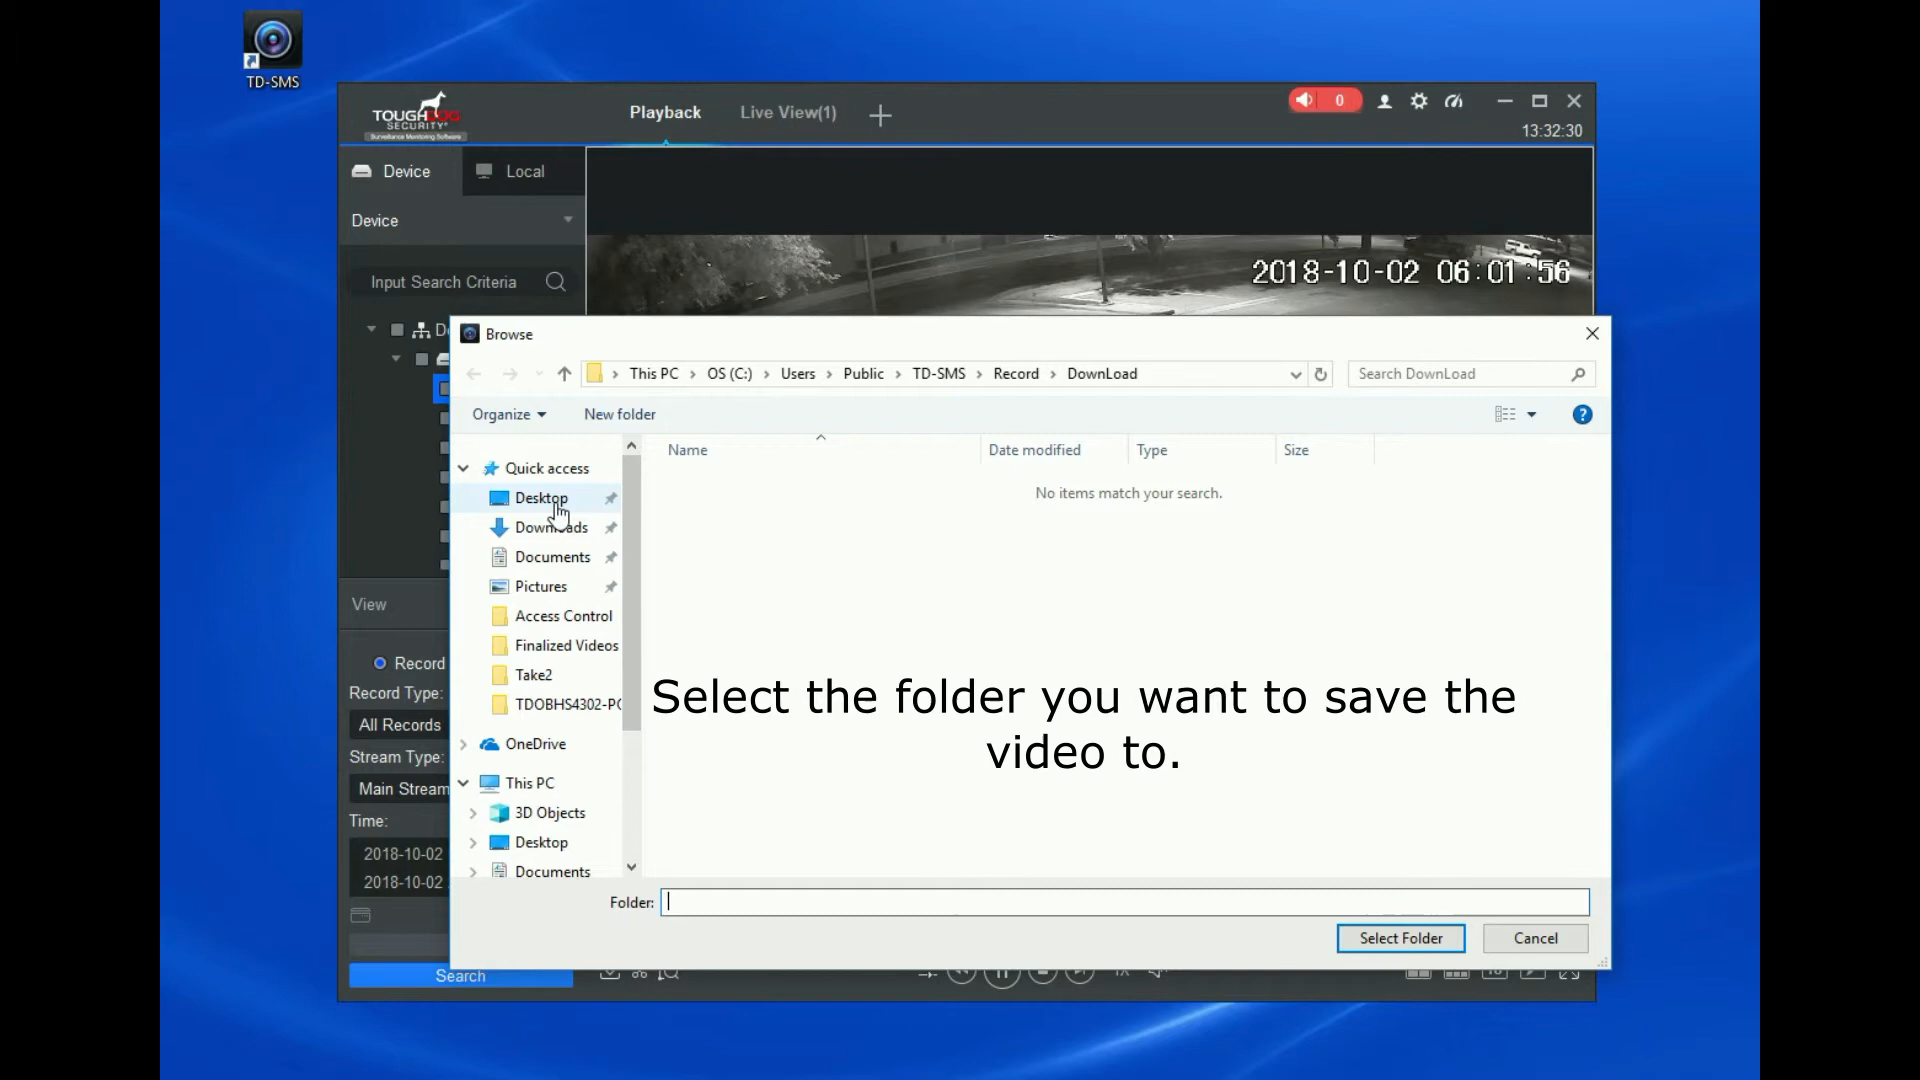 TD-SMS
TOUGHDOG
SECURITY®
Surveillance Monitoring Software
Playback
Live View(1)
0
13:32:30
Device
Local
Device
Input Search Criteria
2018-10-02 06:01:56
Browse
This PC
OS (C:)
Users
Public
TD-SMS
Record
DownLoad
Search DownLoad
Organize
New folder
Name
Date modified
Type
Size
No items match your search.
Quick access
Desktop
Downloads
Documents
Pictures
Access Control
Finalized Videos
Take2
TDOBHS4302-PC
OneDrive
This PC
3D Objects
Desktop
Documents
Select the folder you want to save the
video to.
View
Record
Record Type:
All Records
Stream Type:
Main Stream
Time:
2018-10-02
2018-10-02
Folder:
Select Folder
Cancel
Search
1X